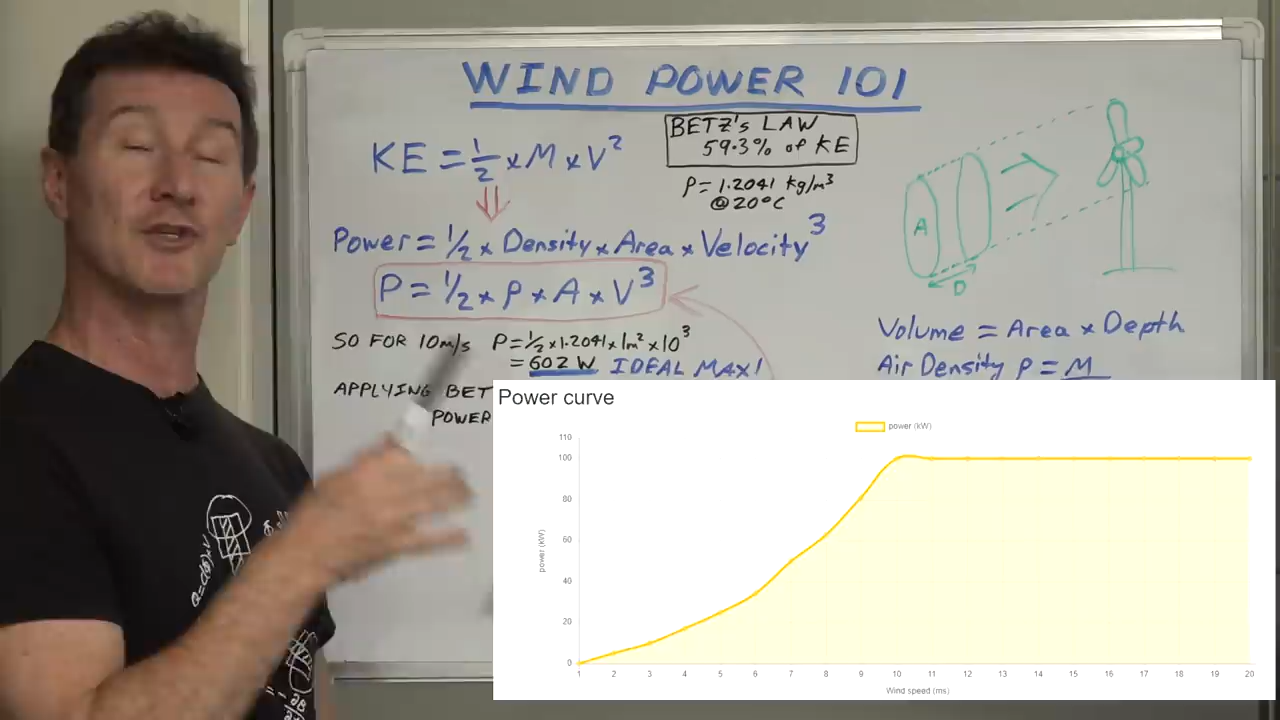 WIND POWER 101
KE = ½ × M × V²
BETZ's LAW
59.3% of KE
ρ = 1.2041 kg/m³
@ 20°C
Power = ½ × Density × Area × Velocity³
P = ½ × ρ × A × V³
A
D
SO FOR 10m/s P = ½ × 1.2041 × 1m² × 10³
= 602 W IDEAL MAX!
APPLYING BET
POWER
Volume = Area × Depth
Air Density ρ = M
Power curve
power (kW)
110
100
80
60
40
20
0
power (kW)
1 2 3 4 5 6 7 8 9 10 11 12 13 14 15 16 17 18 19 20
Wind speed (ms)